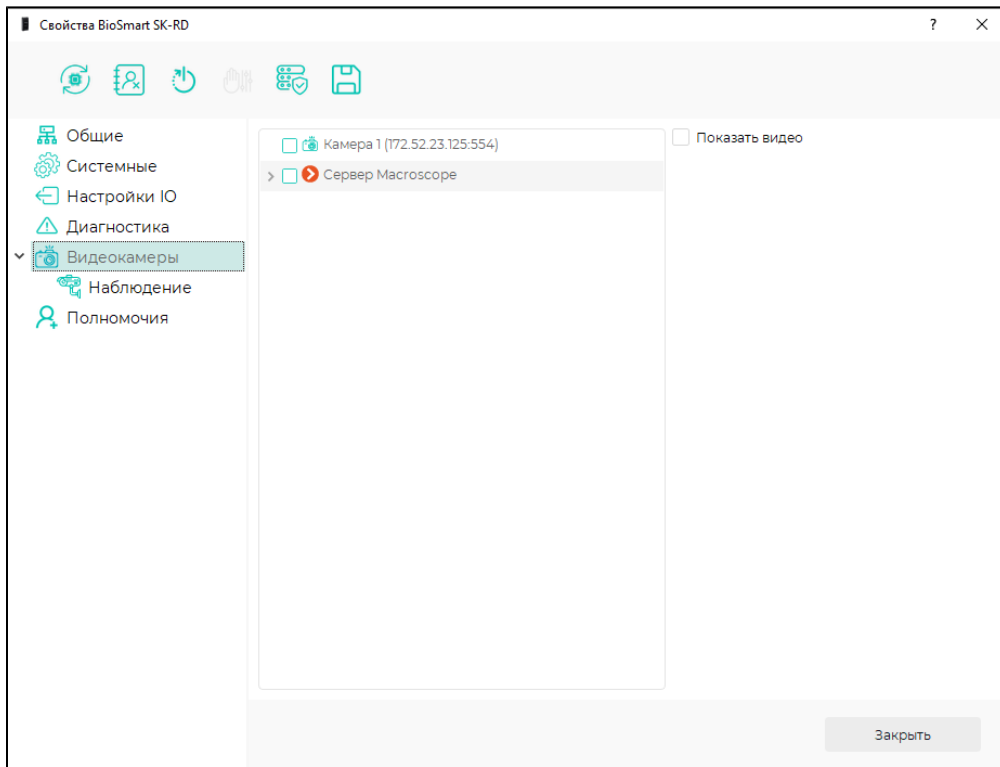 Свойства BioSmart SK-RD
?
Общие
Системные
Настройки IO
Диагностика
Видеокамеры
Наблюдение
Полномочия
Камера 1 (172.52.23.125:554)
Сервер Macroscope
Показать видео
Закрыть